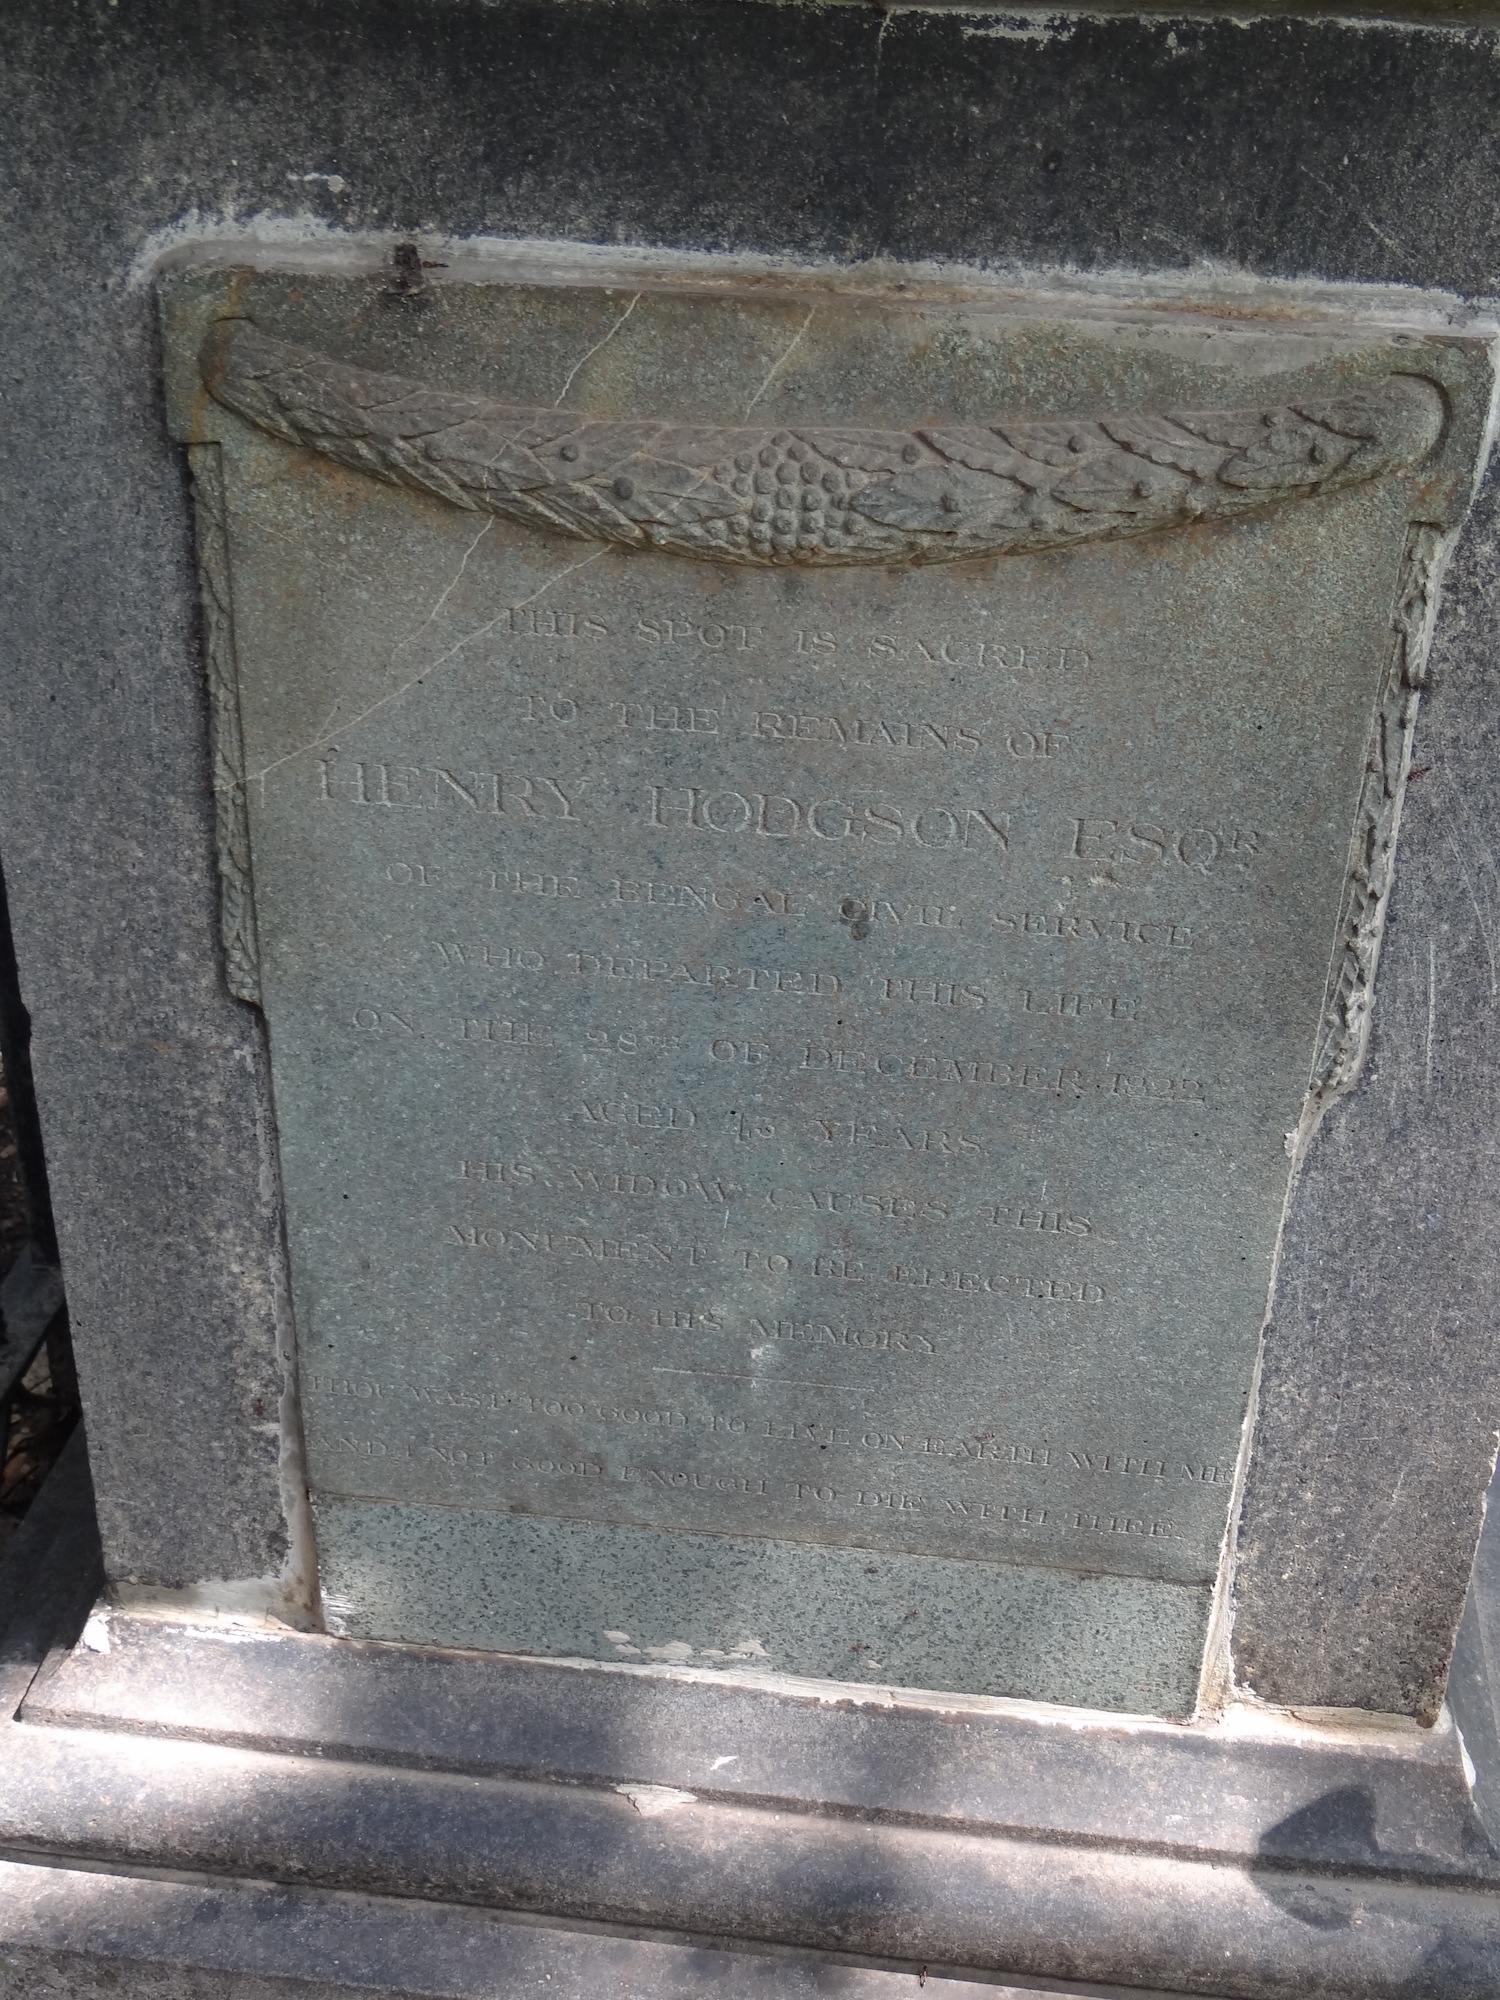 THIS SPOT IS SACRED
TO THE REMAINS OF
HENRY HODGSON ESQR
OF THE BENGAL CIVIL SERVICE
WHO DEPARTED THIS LIFE
ON THE 28TH OF DECEMBER 1822
AGED YEARS
HIS WIDOW CAUSES THIS
MONUMENT TO BE ERECTED
TO HIS MEMORY
THOU WAST TOO GOOD TO LIVE ON EARTH WITH ME
AND I NOT GOOD ENOUGH TO DIE WITH THEE.